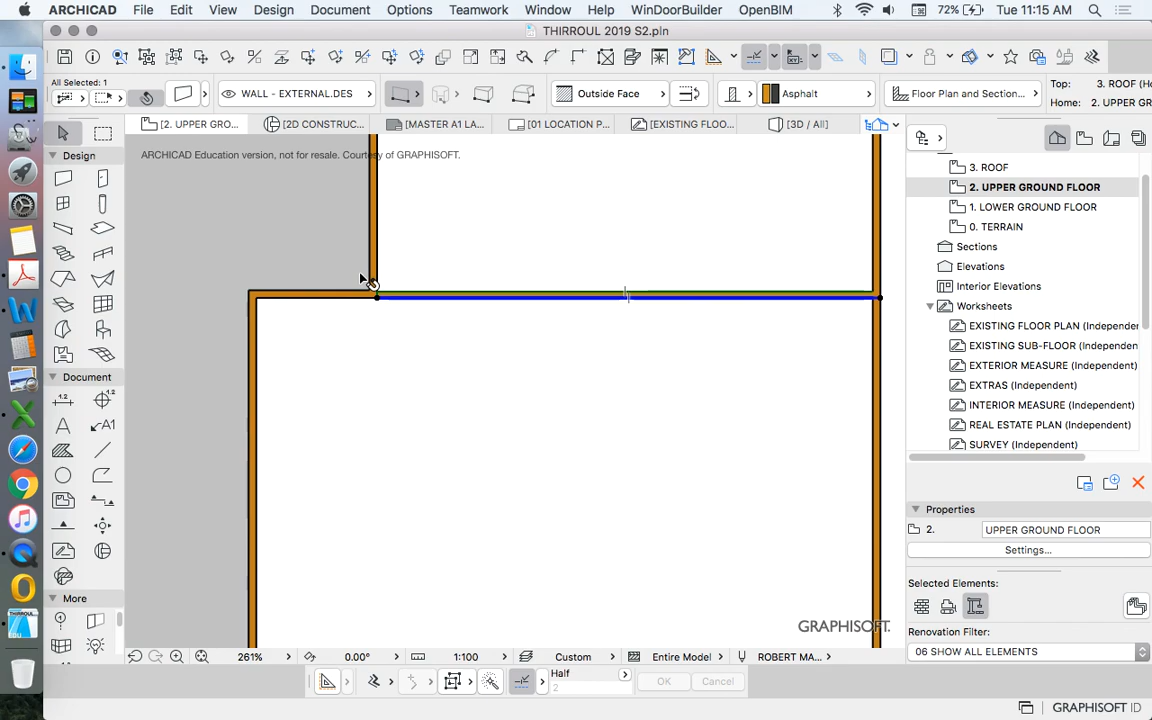 ARCHICAD File Edit View Design Document Options Teamwork Window Help WinDoorBuilder OpenBIM 72% Tue 11:15 AM
THIRROUL 2019 S2.pln
All Selected: 1
WALL - EXTERNAL.DES
Outside Face
Asphalt
Floor Plan and Section...
Top: 3. ROOF (Ho
Home: 2. UPPER GR
[2. UPPER GRO...
[2D CONSTRUC...
[MASTER A1 LA...
[01 LOCATION P...
[EXISTING FLOO...
[3D / All]
ARCHICAD Education version, not for resale. Courtesy of GRAPHISOFT.
Design
Document
A1
1.2
1.2
More
3. ROOF
2. UPPER GROUND FLOOR
1. LOWER GROUND FLOOR
0. TERRAIN
Sections
Elevations
Interior Elevations
Worksheets
EXISTING FLOOR PLAN (Independer
EXISTING SUB-FLOOR (Independen
EXTERIOR MEASURE (Independent)
EXTRAS (Independent)
INTERIOR MEASURE (Independent)
REAL ESTATE PLAN (Independent)
SURVEY (Independent)
Properties
2. UPPER GROUND FLOOR
Settings...
Selected Elements:
Renovation Filter:
06 SHOW ALL ELEMENTS
GRAPHISOFT.
261% 0.00° 1:100 Custom Entire Model ROBERT MA...
Half
2
OK
Cancel
GRAPHISOFT ID